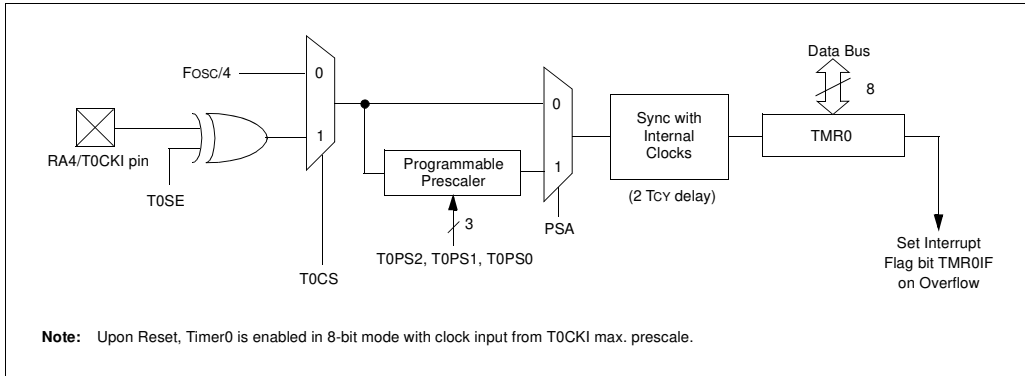 Data Bus
8
FOSC/4
0
1
RA4/T0CKI pin
T0SE
T0CS
Programmable
Prescaler
3
T0PS2, T0PS1, T0PS0
0
1
PSA
Sync with
Internal
Clocks
(2 TCY delay)
TMR0
Set Interrupt
Flag bit TMR0IF
on Overflow
Note: Upon Reset, Timer0 is enabled in 8-bit mode with clock input from T0CKI max. prescale.